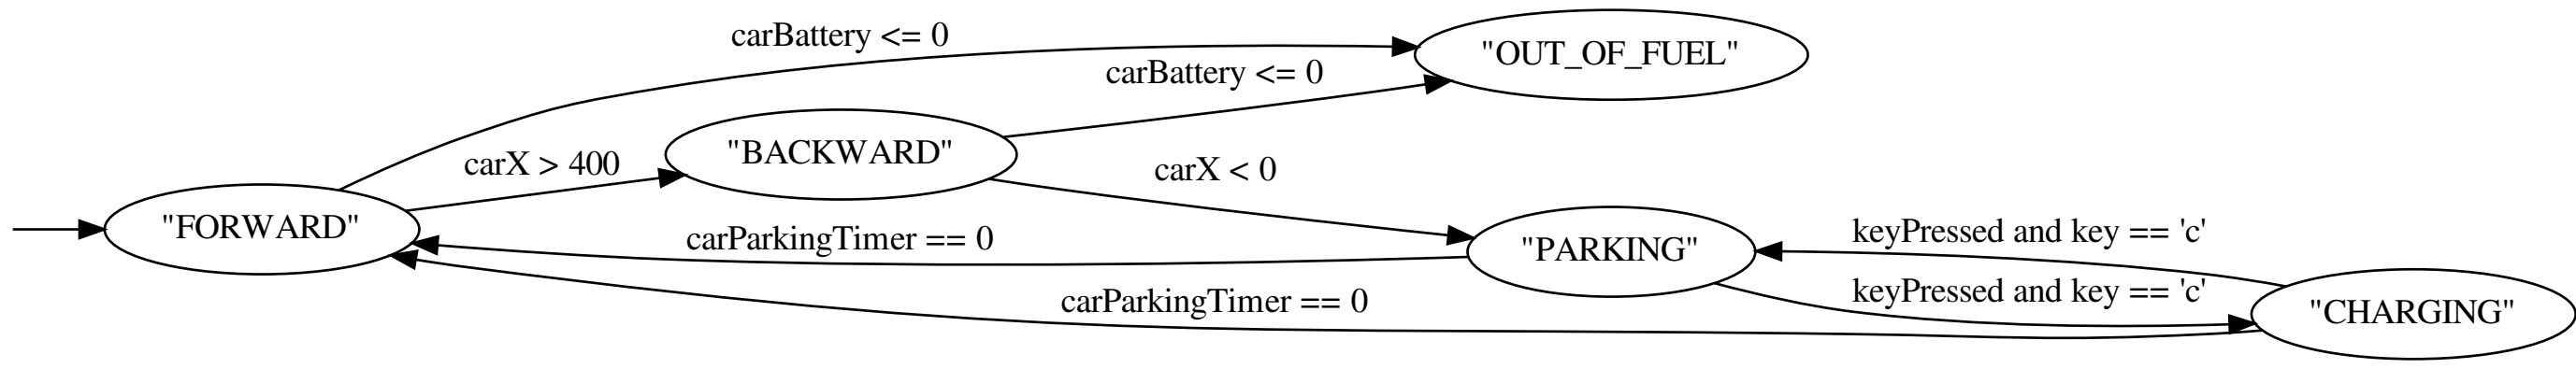 carBattery <= 0
"OUT_OF_FUEL"
carBattery <= 0
"BACKWARD"
carX > 400
carX < 0
"FORWARD"
carParkingTimer == 0
"PARKING"
keyPressed and key == 'c'
carParkingTimer == 0
keyPressed and key == 'c'
"CHARGING"